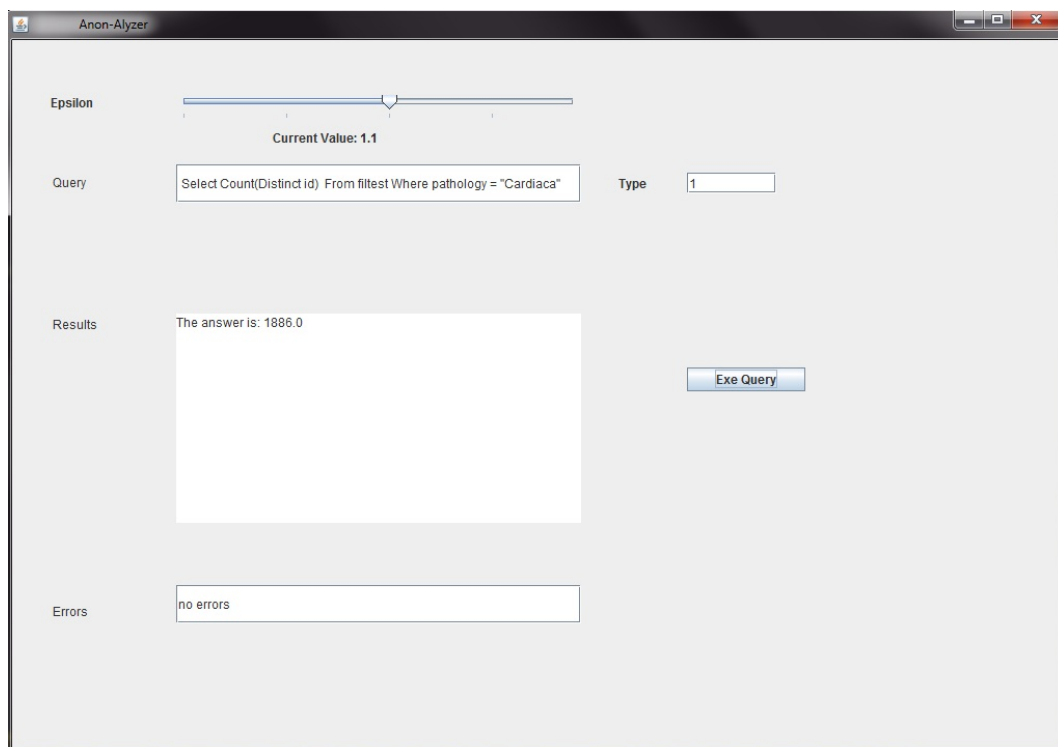 Anon-Alyzer
Epsilon
Current Value: 1.1
Query
Select Count(Distinct id)  From filtest Where pathology = "Cardiaca"
Type
1
Results
The answer is: 1886.0
Exe Query
Errors
no errors